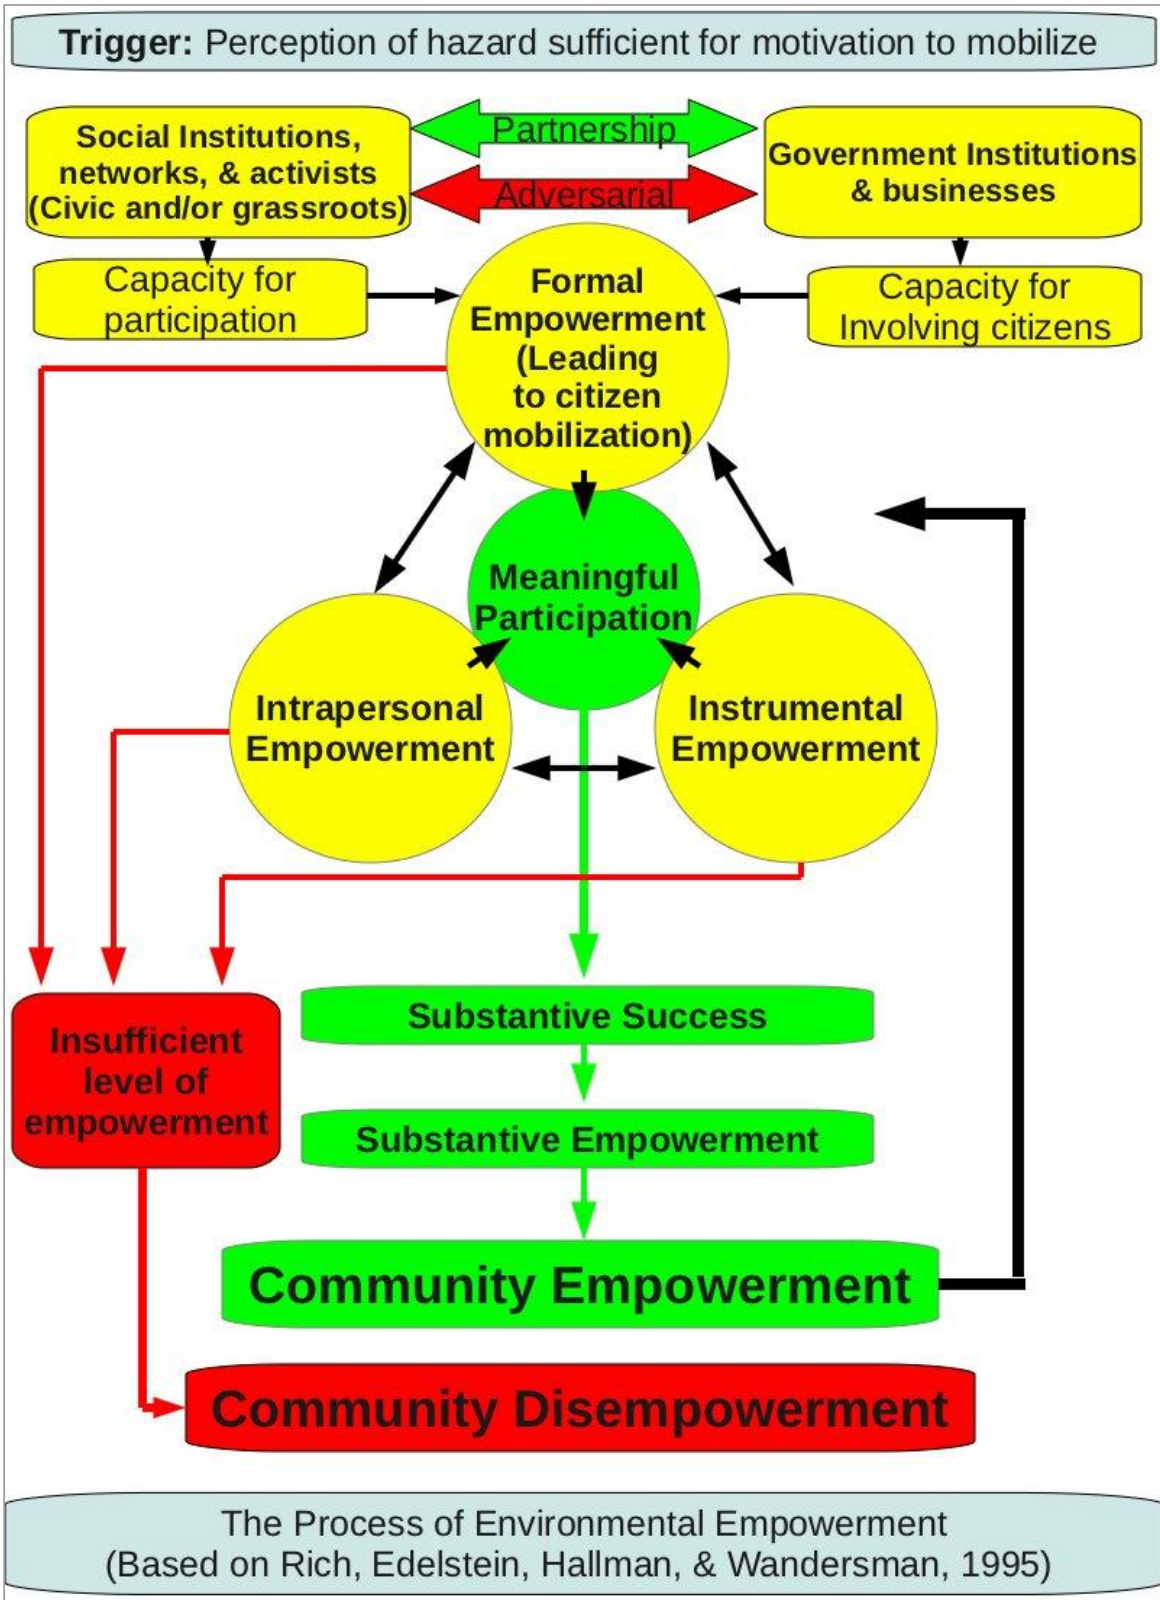 Trigger: Perception of hazard sufficient for motivation to mobilize
Social Institutions,
networks, & activists
(Civic and/or grassroots)
Partnership
Adversarial
Government Institutions
& businesses
Capacity for
participation
Formal
Empowerment
(Leading
to citizen
mobilization)
Capacity for
Involving citizens
Meaningful
Participation
Intrapersonal
Empowerment
Instrumental
Empowerment
Insufficient
level of
empowerment
Substantive Success
Substantive Empowerment
Community Empowerment
Community Disempowerment
The Process of Environmental Empowerment
(Based on Rich, Edelstein, Hallman, & Wandersman, 1995)